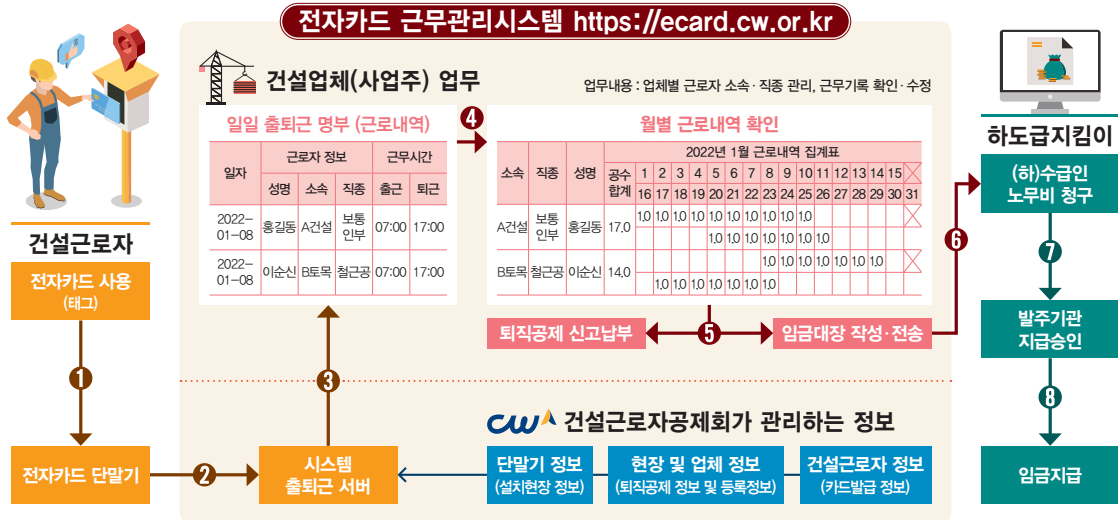 전자카드 근무관리시스템 https://ecard.cw.or.kr
건설업체(사업주) 업무
업무내용 : 업체별 근로자 소속·직종 관리, 근무기록 확인·수정
일일 출퇴근 명부 (근로내역)
일자 근로자 정보 근무시간
성명 소속 직종 출근 퇴근
2022-01-08 홍길동 A건설 보통인부 07:00 17:00
2022-01-08 이순신 B토목 철근공 07:00 17:00
4
월별 근로내역 확인
소속 직종 성명 공수합계 2022년 1월 근로내역 집계표
1 2 3 4 5 6 7 8 9 10 11 12 13 14 15
16 17 18 19 20 21 22 23 24 25 26 27 28 29 30 31
A건설 보통인부 홍길동 17.0
1.0 1.0 1.0 1.0 1.0 1.0 1.0 1.0 1.0 1.0
1.0 1.0 1.0 1.0 1.0 1.0 1.0
B토목 철근공 이순신 14.0
1.0 1.0 1.0 1.0 1.0 1.0 1.0
1.0 1.0 1.0 1.0 1.0 1.0 1.0
퇴직공제 신고납부
5
임금대장 작성·전송
6
건설근로자
전자카드 사용
(태그)
1
전자카드 단말기
2
시스템
출퇴근 서버
3
cw 건설근로자공제회가 관리하는 정보
단말기 정보
(설치현장 정보)
현장 및 업체 정보
(퇴직공제 정보 및 등록정보)
건설근로자 정보
(카드발급 정보)
하도급지킴이
(하)수급인
노무비 청구
7
발주기관
지급승인
8
임금지급